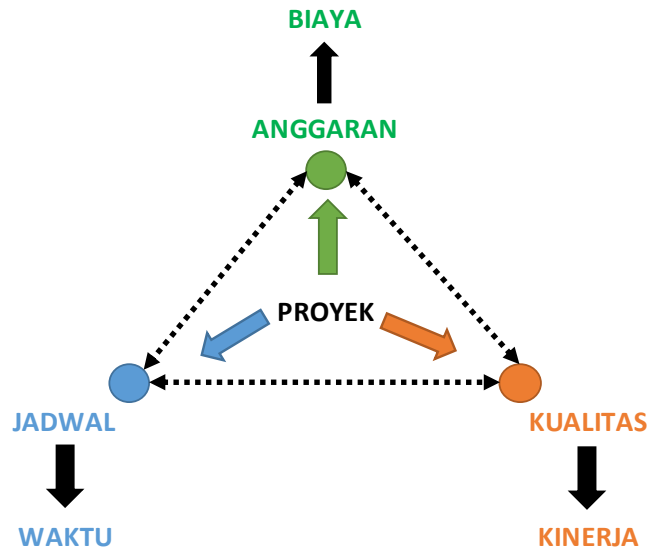 BIAYA
ANGGARAN
PROYEK
JADWAL
KUALITAS
WAKTU
KINERJA